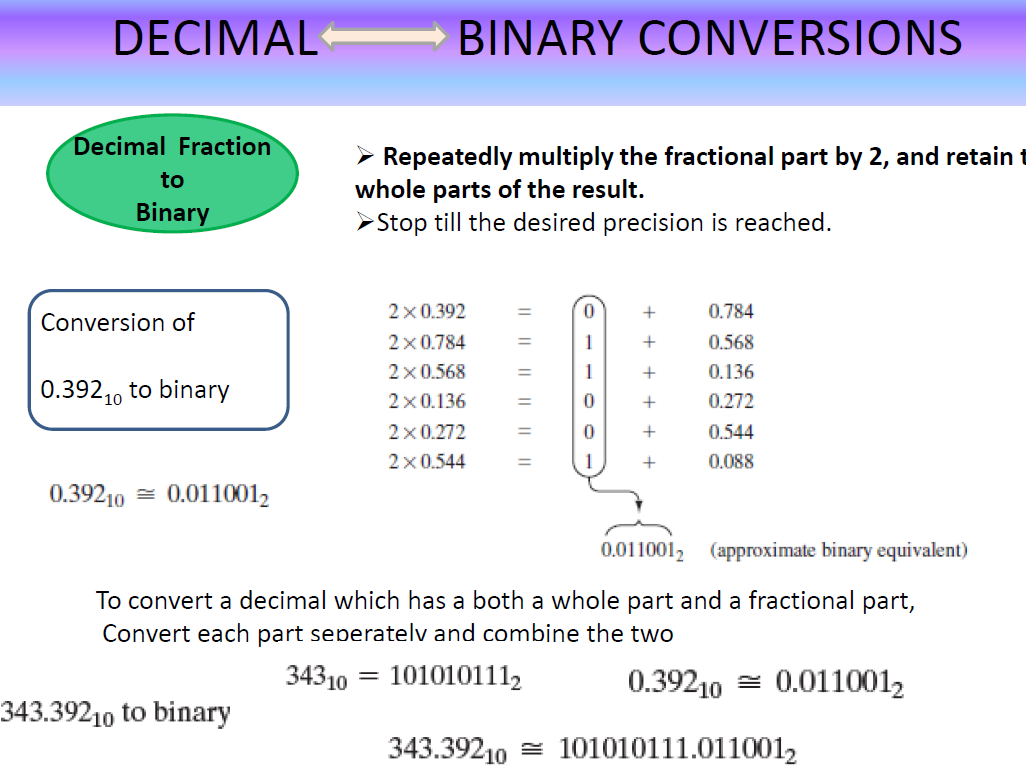 DECIMAL BINARY CONVERSIONS
Decimal Fraction
to
Binary
➢ Repeatedly multiply the fractional part by 2, and retain t
whole parts of the result.
➢Stop till the desired precision is reached.
Conversion of
0.392₁₀ to binary
2 × 0.392 = 0 + 0.784
2 × 0.784 = 1 + 0.568
2 × 0.568 = 1 + 0.136
2 × 0.136 = 0 + 0.272
2 × 0.272 = 0 + 0.544
2 × 0.544 = 1 + 0.088
0.392₁₀ ≅ 0.011001₂
0.011001₂ (approximate binary equivalent)
To convert a decimal which has a both a whole part and a fractional part,
Convert each part seperately and combine the two
343₁₀ = 101010111₂
0.392₁₀ ≅ 0.011001₂
343.392₁₀ to binary
343.392₁₀ ≅ 101010111.011001₂